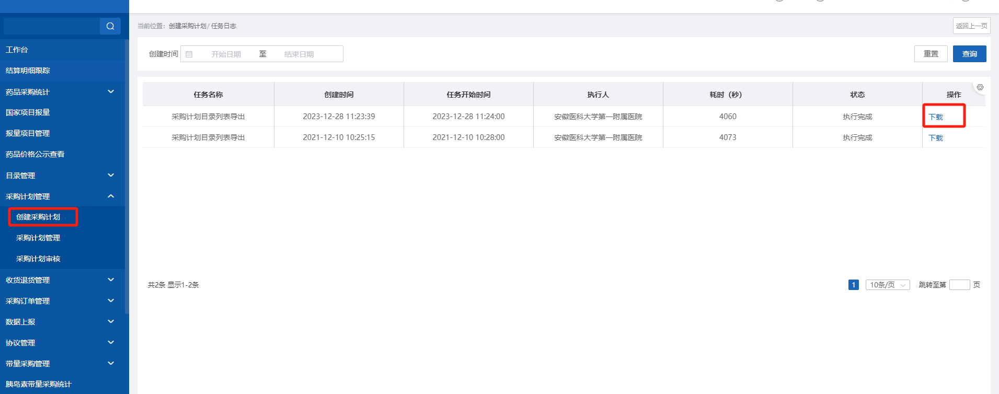 当前位置：创建采购计划/任务日志
返回上一页
工作台
结算明细跟踪
药品采购统计
国家项目报量
报量项目管理
药品价格公示查看
目录管理
采购计划管理
创建采购计划
采购计划管理
采购计划审核
收货退货管理
采购订单管理
数据上报
协议管理
带量采购管理
胰岛素带量采购统计
创建时间 开始日期 至 结束日期 重置 查询
任务名称 创建时间 任务开始时间 执行人 耗时（秒） 状态 操作
采购计划目录列表导出 2023-12-28 11:23:39 2023-12-28 11:24:00 安徽医科大学第一附属医院 4060 执行完成 下载
采购计划目录列表导出 2021-12-10 10:25:15 2021-12-10 10:28:00 安徽医科大学第一附属医院 4073 执行完成 下载
共2条 显示1-2条 1 10条/页 跳转至第 页